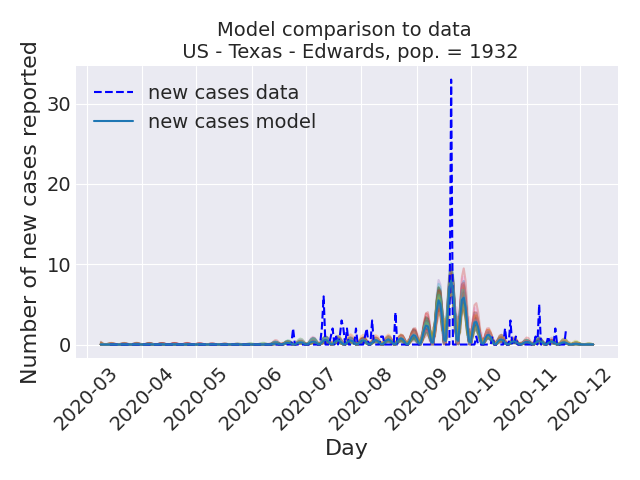 Model comparison to data
US - Texas - Edwards, pop. = 1932
Number of new cases reported
30
20
10
0
new cases data
new cases model
2020-03
2020-04
2020-05
2020-06
2020-07
2020-08
2020-09
2020-10
2020-11
2020-12
Day